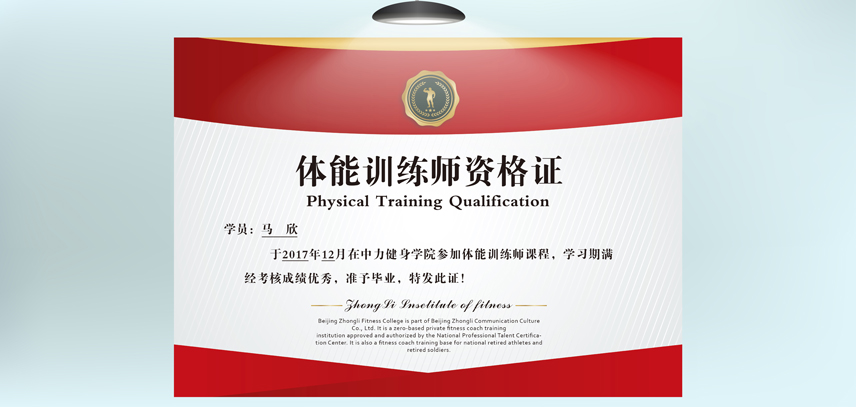 体能训练师资格证
Physical Training Qualification
学员：马 欣
于2017年12月在中力健身学院参加体能训练师课程，学习期满
经考核成绩优秀，准予毕业，特发此证！
ZhongLi Insetitute of fitness
Beijing Zhongli Fitness College is part of Beijing Zhongli Communication Culture
Co., Ltd. It is a zero-based private fitness coach training
institution approved and authorized by the National Professional Talent Certifica-
tion Center. It is also a fitness coach training base for national retired athletes and
retired soldiers.